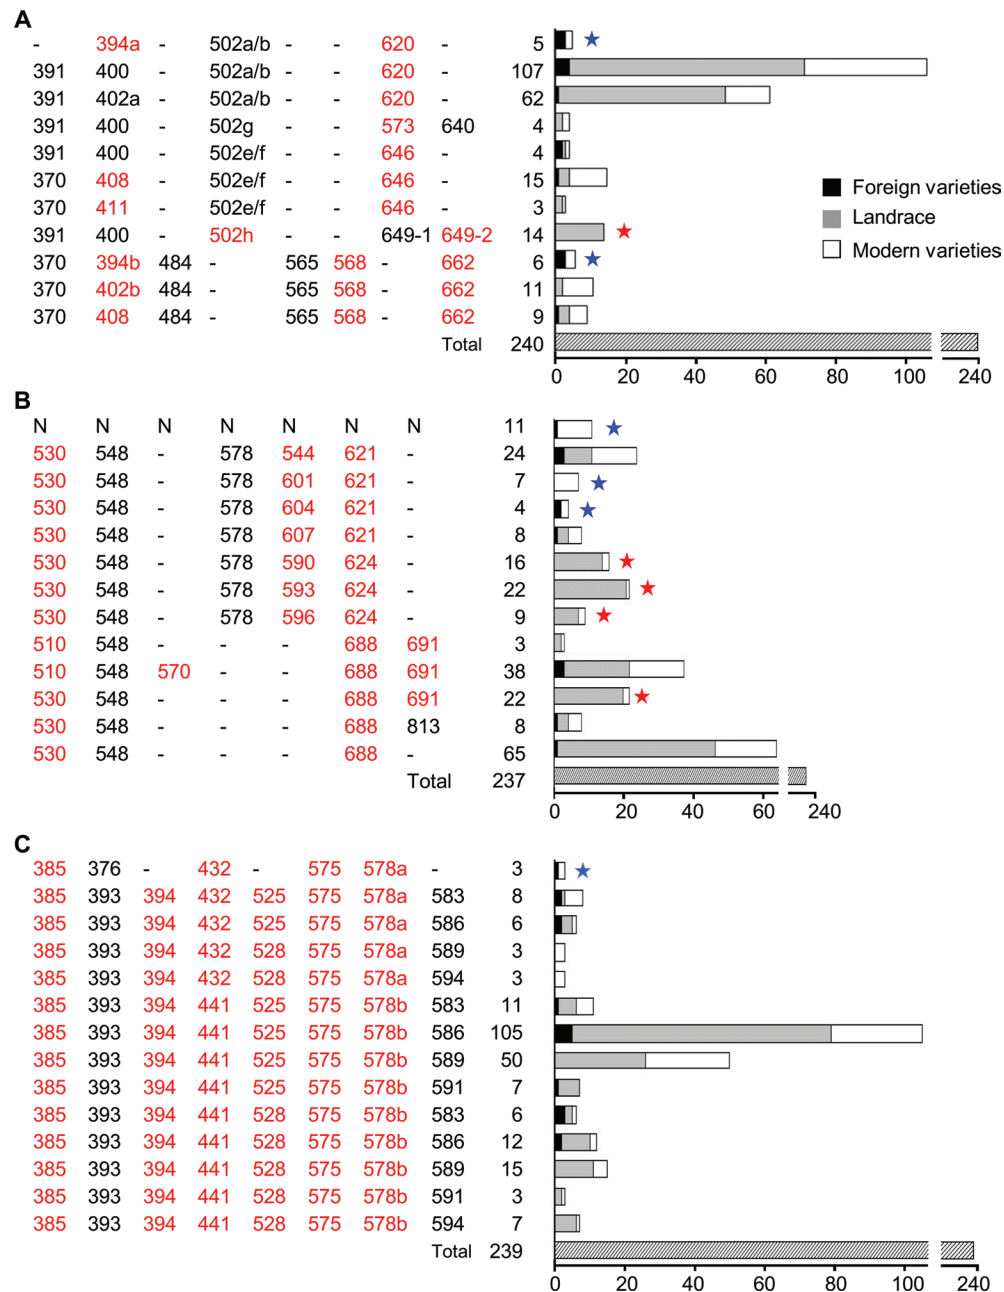 A
- 394a - 502a/b - - 620 - 5
391 400 - 502a/b - - 620 - 107
391 402a - 502a/b - - 620 - 62
391 400 - 502g - - 573 640 4
391 400 - 502e/f - - 646 - 4
370 408 - 502e/f - - 646 - 15
370 411 - 502e/f - - 646 - 3
391 400 - 502h - - 649-1 649-2 14
370 394b 484 - 565 568 - 662 6
370 402b 484 - 565 568 - 662 11
370 408 484 - 565 568 - 662 9
Total 240
0 20 40 60 80 100 240
Foreign varieties
Landrace
Modern varieties
B
N N N N N N N 11
530 548 - 578 544 621 - 24
530 548 - 578 601 621 - 7
530 548 - 578 604 621 - 4
530 548 - 578 607 621 - 8
530 548 - 578 590 624 - 16
530 548 - 578 593 624 - 22
530 548 - 578 596 624 - 9
510 548 - - - 688 691 3
510 548 570 - - 688 691 38
530 548 - - - 688 691 22
530 548 - - - 688 813 8
530 548 - - - 688 - 65
Total 237
0 20 40 60 240
C
385 376 - 432 - 575 578a - 3
385 393 394 432 525 575 578a 583 8
385 393 394 432 525 575 578a 586 6
385 393 394 432 528 575 578a 589 3
385 393 394 432 528 575 578a 594 3
385 393 394 441 525 575 578b 583 11
385 393 394 441 525 575 578b 586 105
385 393 394 441 525 575 578b 589 50
385 393 394 441 525 575 578b 591 7
385 393 394 441 528 575 578b 583 6
385 393 394 441 528 575 578b 586 12
385 393 394 441 528 575 578b 589 15
385 393 394 441 528 575 578b 591 3
385 393 394 441 528 575 578b 594 7
Total 239
0 20 40 60 80 100 240